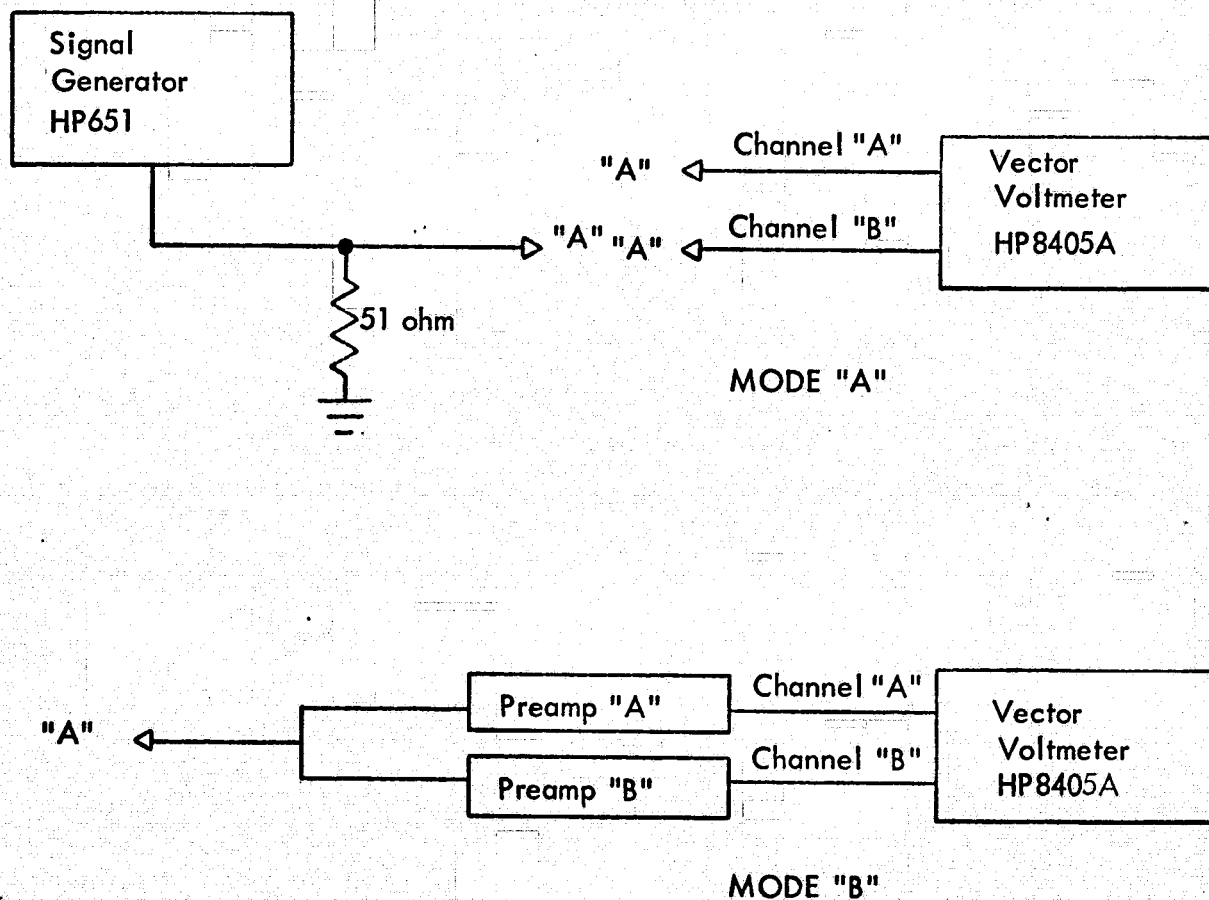 Signal
Generator
HP651
"A"
Channel "A"
Vector
Voltmeter
HP8405A
"A" "A"
Channel "B"
51 ohm
MODE "A"
"A"
Preamp "A"
Channel "A"
Preamp "B"
Channel "B"
Vector
Voltmeter
HP8405A
MODE "B"